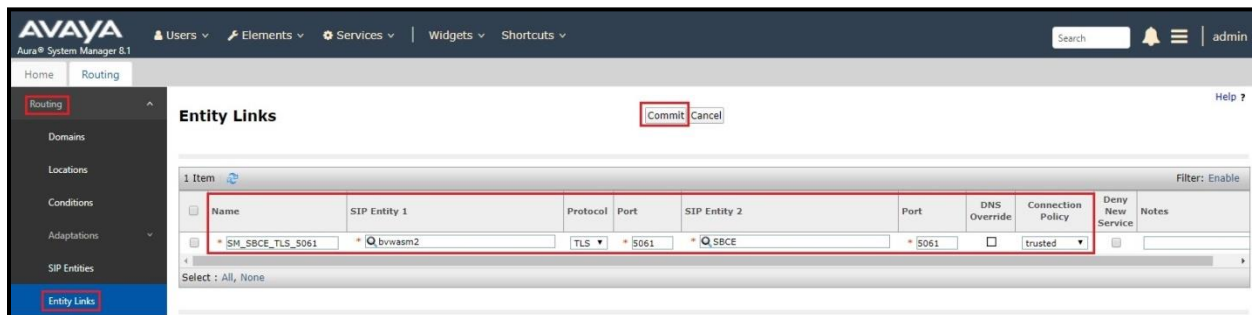 AVAYA
Aura® System Manager 8.1
Users Elements Services | Widgets Shortcuts Search admin
Home Routing
Routing
Help ?
Entity Links Commit Cancel
Domains
Locations
1 Item Filter: Enable
Conditions
Name SIP Entity 1 Protocol Port SIP Entity 2 Port DNS Override Connection Policy Deny New Service Notes
Adaptations
* SM_SBCE_TLS_5061 * bvwasm2 TLS * 5061 * SBCE * 5061 trusted
SIP Entities
Select : All, None
Entity Links